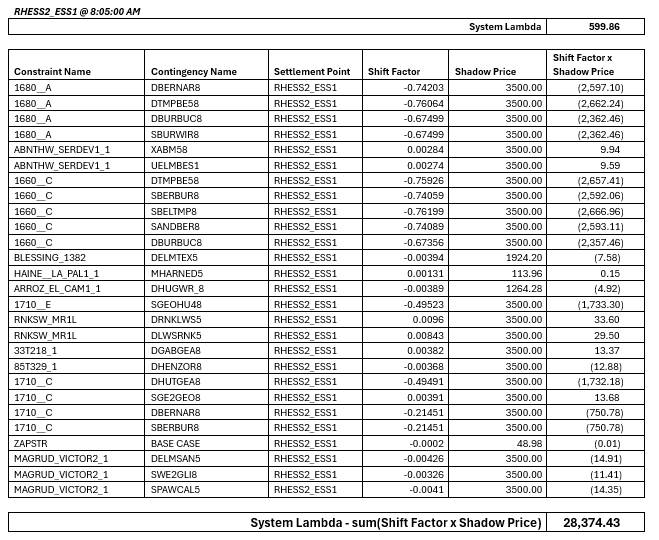 RHESS2_ESS1 @ 8:05:00 AM
System Lambda 599.86
Constraint Name Contingency Name Settlement Point Shift Factor Shadow Price Shift Factor x Shadow Price
1680__A DBERNAR8 RHESS2_ESS1 -0.74203 3500.00 (2,597.10)
1680__A DTMPBE58 RHESS2_ESS1 -0.76064 3500.00 (2,662.24)
1680__A DBURBUC8 RHESS2_ESS1 -0.67499 3500.00 (2,362.46)
1680__A SBURWIR8 RHESS2_ESS1 -0.67499 3500.00 (2,362.46)
ABNTHW_SERDEV1_1 XABM58 RHESS2_ESS1 0.00284 3500.00 9.94
ABNTHW_SERDEV1_1 UELMBES1 RHESS2_ESS1 0.00274 3500.00 9.59
1660__C DTMPBE58 RHESS2_ESS1 -0.75926 3500.00 (2,657.41)
1660__C SBERBUR8 RHESS2_ESS1 -0.74059 3500.00 (2,592.06)
1660__C SBELTMP8 RHESS2_ESS1 -0.76199 3500.00 (2,666.96)
1660__C SANDBER8 RHESS2_ESS1 -0.74089 3500.00 (2,593.11)
1660__C DBURBUC8 RHESS2_ESS1 -0.67356 3500.00 (2,357.46)
BLESSING_1382 DELMTEX5 RHESS2_ESS1 -0.00394 1924.20 (7.58)
HAINE__LA_PAL1_1 MHARNED5 RHESS2_ESS1 0.00131 113.96 0.15
ARROZ_EL_CAM1_1 DHUGWR_8 RHESS2_ESS1 -0.00389 1264.28 (4.92)
1710__E SGEOHU48 RHESS2_ESS1 -0.49523 3500.00 (1,733.30)
RNKSW_MR1L DRNKLWS5 RHESS2_ESS1 0.0096 3500.00 33.60
RNKSW_MR1L DLWSRNK5 RHESS2_ESS1 0.00843 3500.00 29.50
33T218_1 DGABGEA8 RHESS2_ESS1 0.00382 3500.00 13.37
85T329_1 DHENZOR8 RHESS2_ESS1 -0.00368 3500.00 (12.88)
1710__C DHUTGEA8 RHESS2_ESS1 -0.49491 3500.00 (1,732.18)
1710__C SGE2GEO8 RHESS2_ESS1 0.00391 3500.00 13.68
1710__C DBERNAR8 RHESS2_ESS1 -0.21451 3500.00 (750.78)
1710__C SBERBUR8 RHESS2_ESS1 -0.21451 3500.00 (750.78)
ZAPSTR BASE CASE RHESS2_ESS1 -0.0002 48.98 (0.01)
MAGRUD_VICTOR2_1 DELMSAN5 RHESS2_ESS1 -0.00426 3500.00 (14.91)
MAGRUD_VICTOR2_1 SWE2GLI8 RHESS2_ESS1 -0.00326 3500.00 (11.41)
MAGRUD_VICTOR2_1 SPAWCAL5 RHESS2_ESS1 -0.0041 3500.00 (14.35)
System Lambda - sum(Shift Factor x Shadow Price) 28,374.43